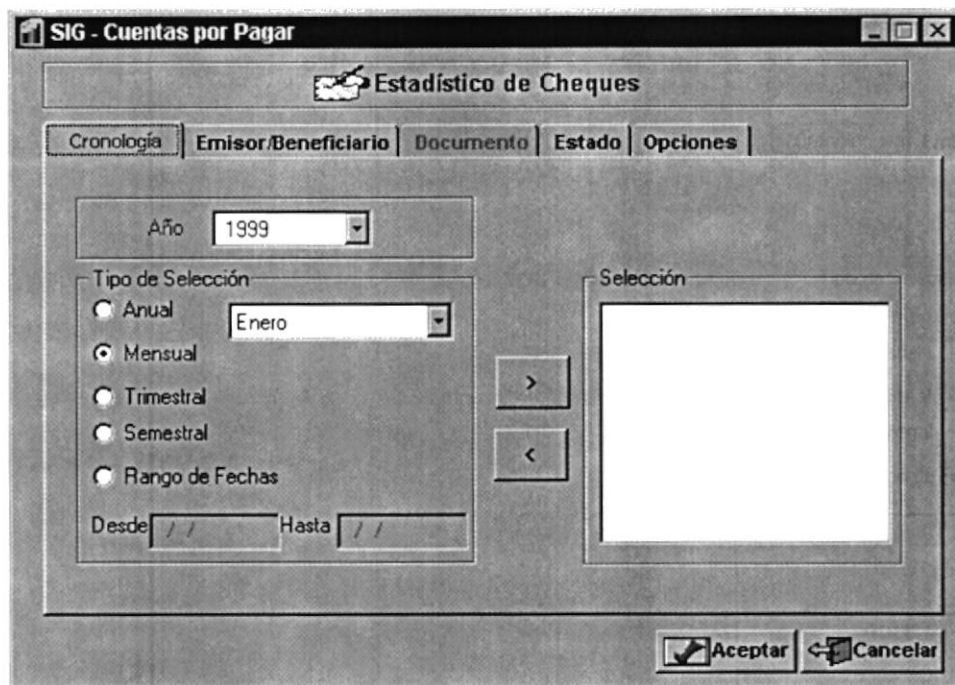 SIG - Cuentas por Pagar
Estadístico de Cheques
Cronología Emisor/Beneficiario Documento Estado Opciones
Año 1999
Tipo de Selección
Selección
Anual
Enero
Mensual
>
Trimestral
Semestral
<
Rango de Fechas
Desde / / Hasta / /
Aceptar Cancelar